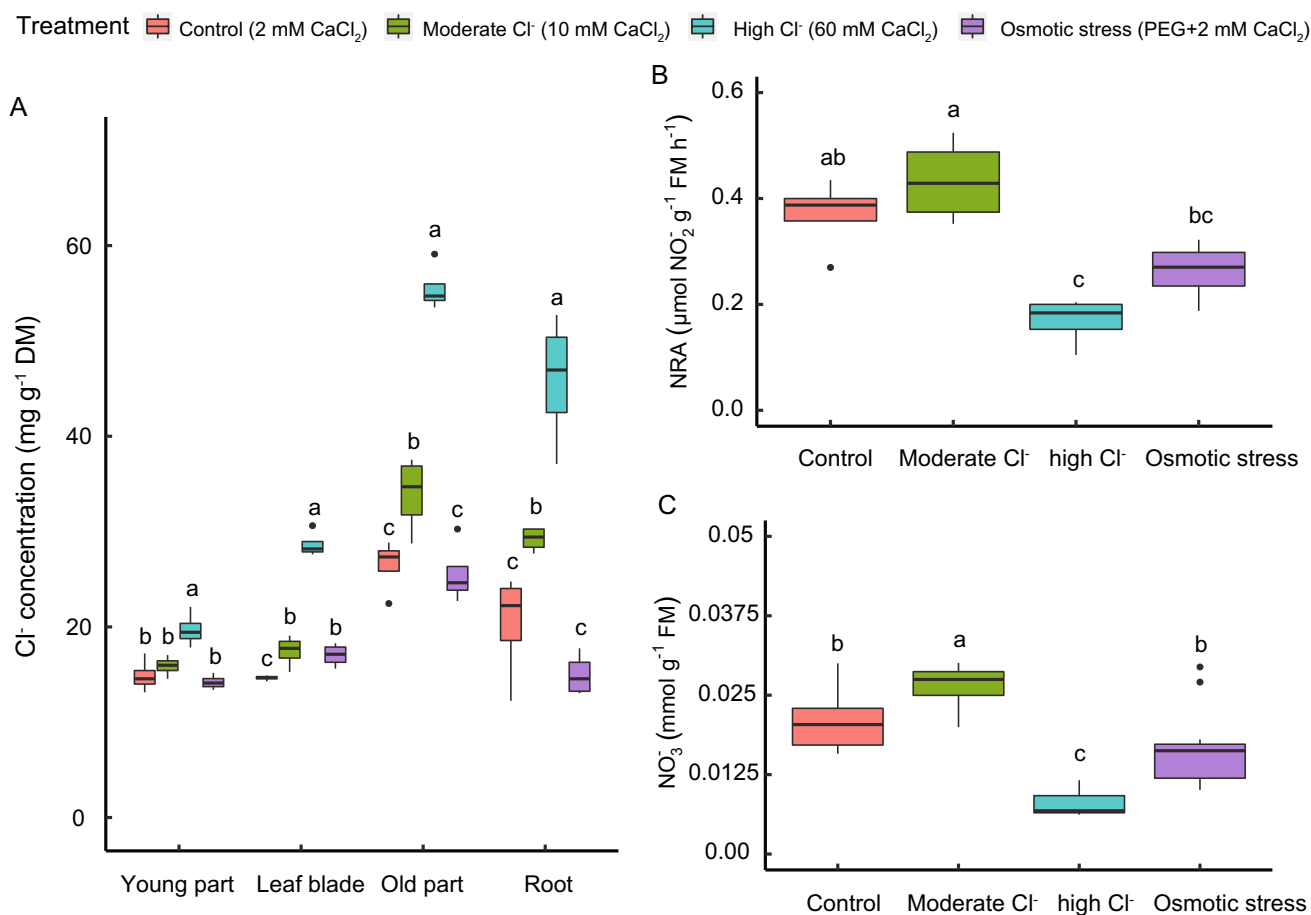 Treatment Control (2 mM CaCl₂) Moderate Cl⁻ (10 mM CaCl₂) High Cl⁻ (60 mM CaCl₂) Osmotic stress (PEG+2 mM CaCl₂)
A
Cl⁻ concentration (mg g⁻¹ DM)
60
40
20
0
b b a b
c b a b
c b a c
c b a c
Young part Leaf blade Old part Root
B
NRA (µmol NO₂⁻ g⁻¹ FM h⁻¹)
0.6
0.4
0.2
0.0
ab a c bc
Control Moderate Cl⁻ high Cl⁻ Osmotic stress
C
NO₃⁻ (mmol g⁻¹ FM)
0.05
0.0375
0.025
0.0125
0.00
b a c b
Control Moderate Cl⁻ high Cl⁻ Osmotic stress